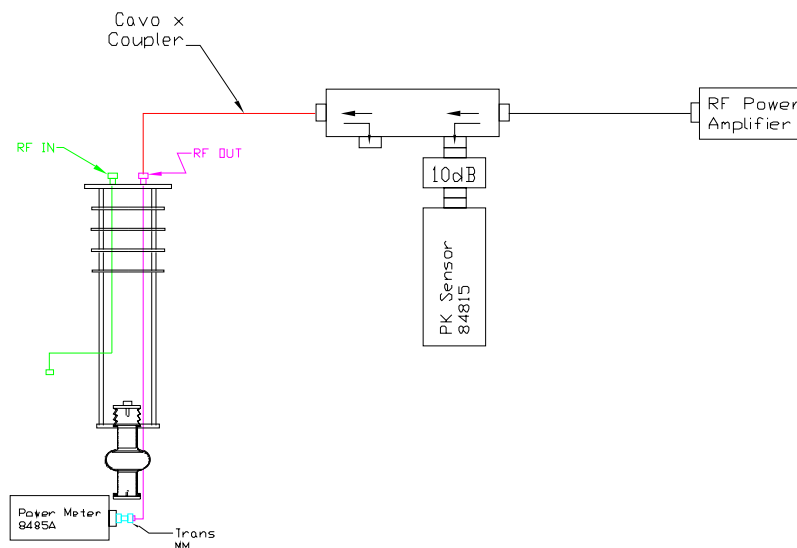 Cavo x
Coupler
RF Power
Amplifier
RF IN
RF OUT
10dB
PK Sensor
84815
Power Meter
8485A
Trans
MM